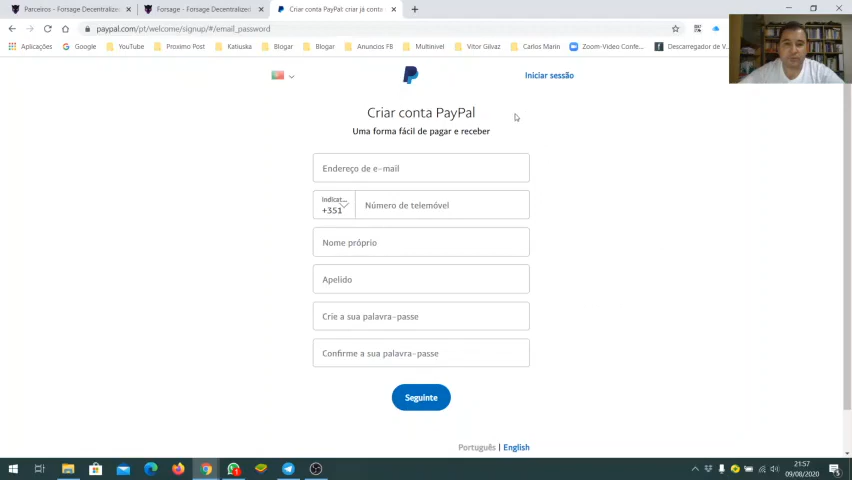 Parceiros - Forsage Decentralize
Forsage - Forsage Decentralized
Criar conta PayPal: criar já conta
paypal.com/pt/welcome/signup/#/email_password
Aplicações Google YouTube Proximo Post Katiuska Blogar Blogar Anuncios FB Multinivel Vitor Gilvaz Carlos Marin Zoom-Video Confe... Descarregador de V...
Iniciar sessão
Criar conta PayPal
Uma forma fácil de pagar e receber
Endereço de e-mail
Indicat...
+351
Número de telemóvel
Nome próprio
Apelido
Crie a sua palavra-passe
Confirme a sua palavra-passe
Seguinte
Português | English
21:57
09/08/2020